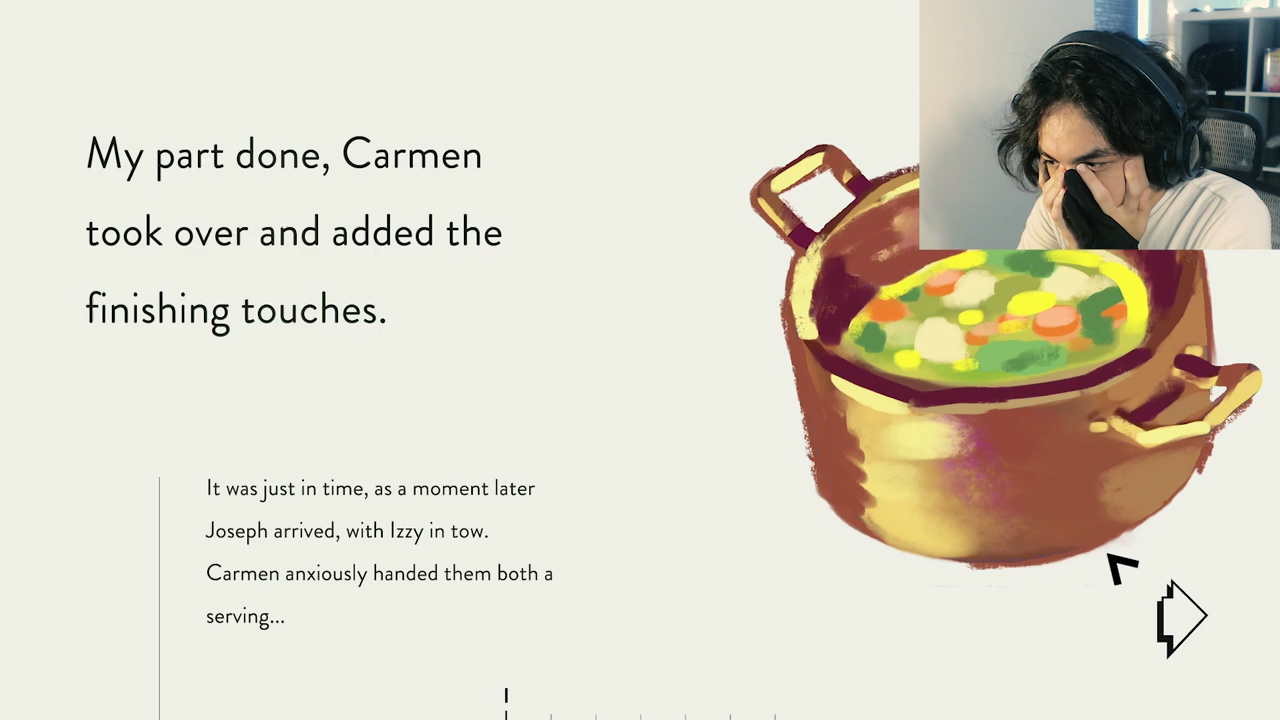 My part done, Carmen
took over and added the
finishing touches.
It was just in time, as a moment later
Joseph arrived, with Izzy in tow.
Carmen anxiously handed them both a
serving...